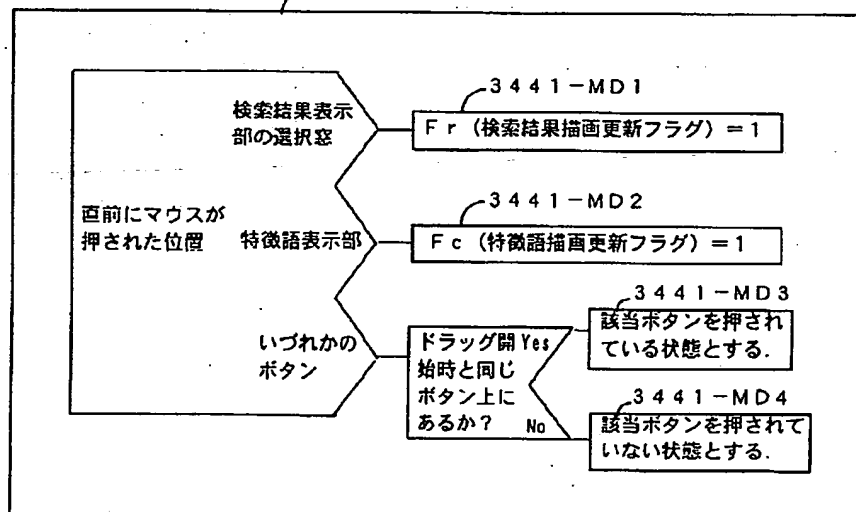 直前にマウスが
押された位置
検索結果表示
部の選択窓
3441-MD1
Fr(検索結果描画更新フラグ)=1
特徴語表示部
3441-MD2
Fc(特徴語描画更新フラグ)=1
いづれかの
ボタン
ドラッグ開 Yes
始時と同じ
ボタン上に
あるか? No
3441-MD3
該当ボタンを押され
ている状態とする.
3441-MD4
該当ボタンを押されて
いない状態とする.